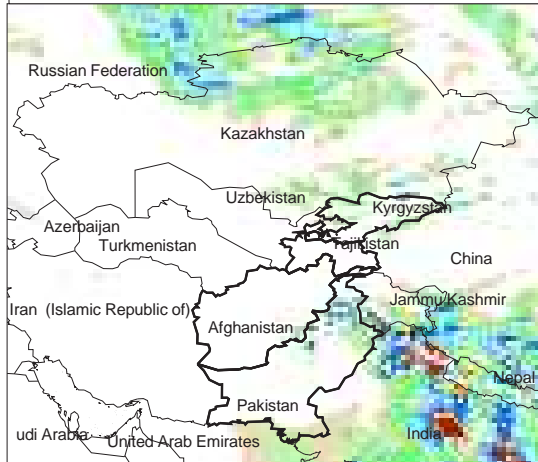 Russian Federation
Kazakhstan
Uzbekistan
Kyrgyzstan
Azerbaijan
Turkmenistan
Tajikistan
China
Iran (Islamic Republic of)
Jammu/Kashmir
Afghanistan
Nepal
Pakistan
udi Arabia
United Arab Emirates
India